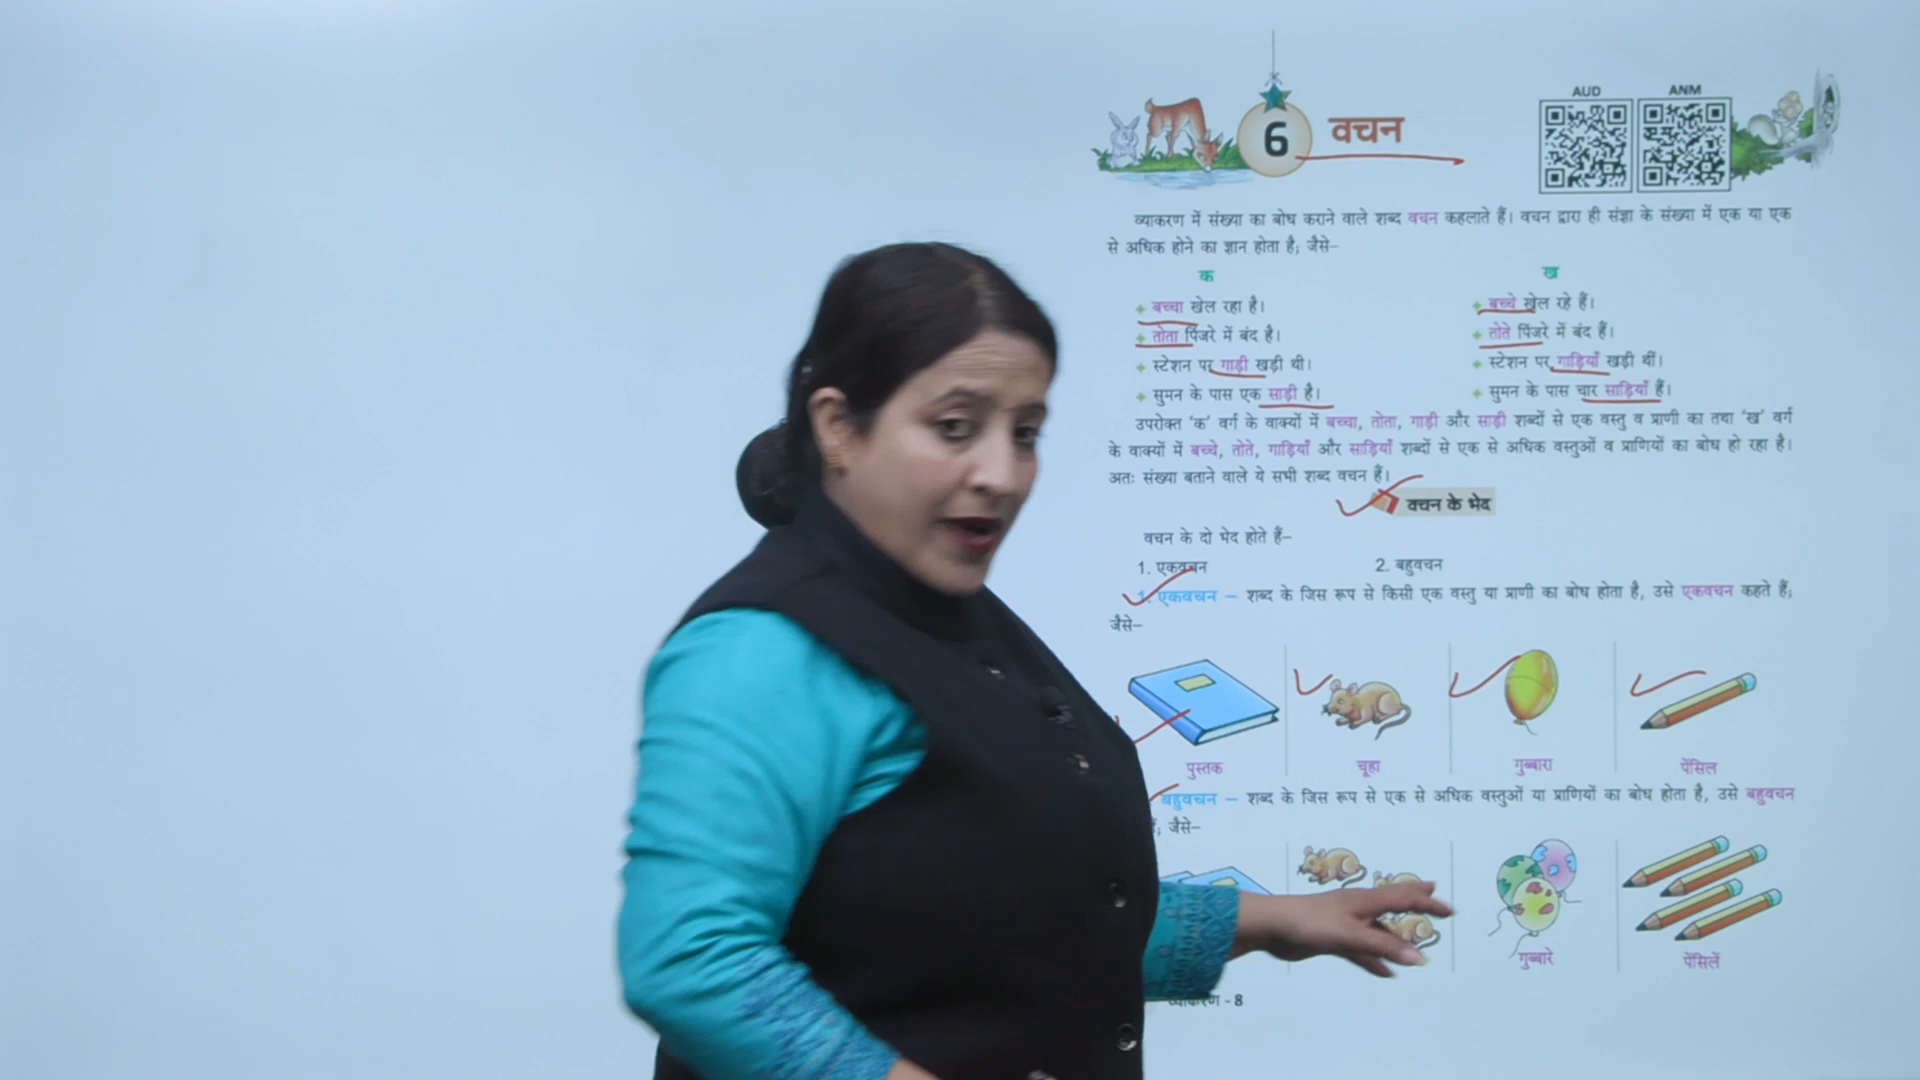 AUD ANM
6 वचन
व्याकरण में संख्या का बोध कराने वाले शब्द वचन कहलाते हैं। वचन द्वारा ही संज्ञा के संख्या में एक या एक
से अधिक होने का ज्ञान होता है; जैसे–
क ख
बच्चा खेल रहा है। बच्चे खेल रहे हैं।
तोता पिंजरे में बंद है। तोते पिंजरे में बंद हैं।
स्टेशन पर गाड़ी खड़ी थी। स्टेशन पर गाड़ियाँ खड़ी थीं।
सुमन के पास एक साड़ी है। सुमन के पास चार साड़ियाँ हैं।
उपरोक्त ‘क’ वर्ग के वाक्यों में बच्चा, तोता, गाड़ी और साड़ी शब्दों से एक वस्तु व प्राणी का तथा ‘ख’ वर्ग
के वाक्यों में बच्चे, तोते, गाड़ियाँ और साड़ियाँ शब्दों से एक से अधिक वस्तुओं व प्राणियों का बोध हो रहा है।
अतः संख्या बताने वाले ये सभी शब्द वचन हैं।
वचन के भेद
वचन के दो भेद होते हैं–
1. एकवचन 2. बहुवचन
1. एकवचन – शब्द के जिस रूप से किसी एक वस्तु या प्राणी का बोध होता है, उसे एकवचन कहते हैं;
जैसे–
पुस्तक चूहा गुब्बारा पेंसिल
बहुवचन – शब्द के जिस रूप से एक से अधिक वस्तुओं या प्राणियों का बोध होता है, उसे बहुवचन
जैसे–
गुब्बारे पेंसिलें
व्याकरण - 8